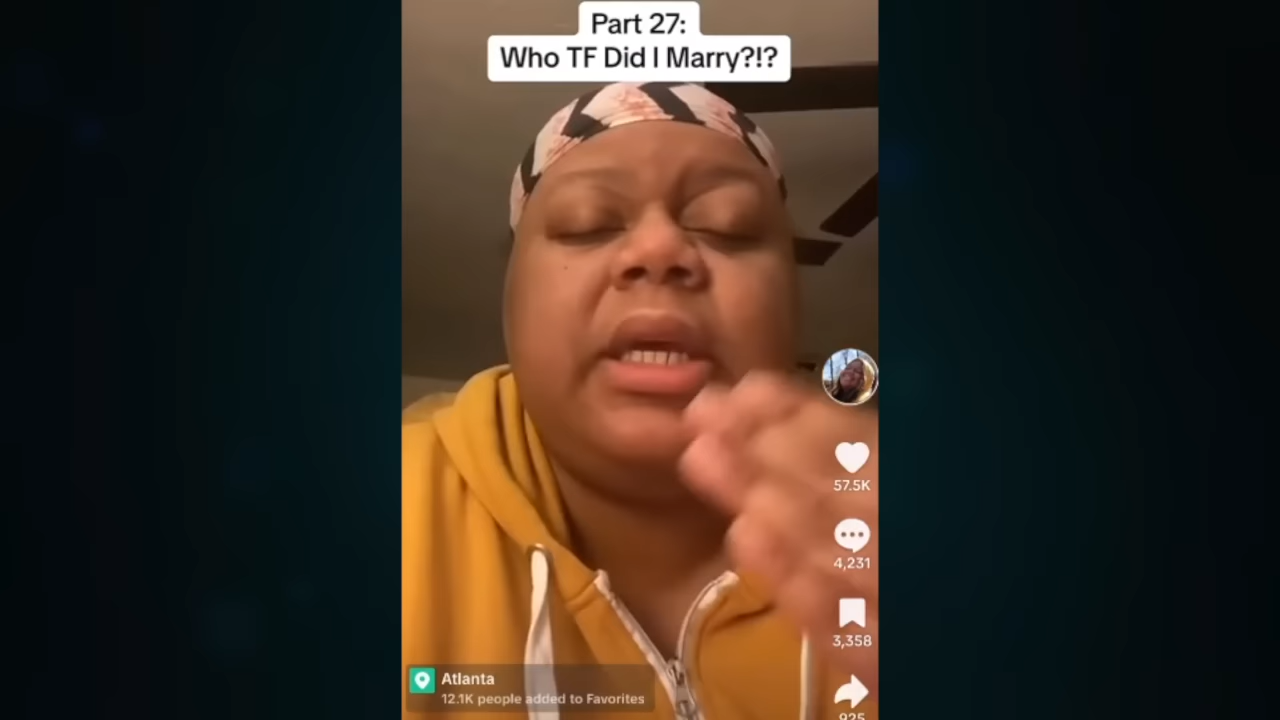 Part 27:
Who TF Did I Marry?!?
57.5K
4,231
3,358
Atlanta
12.1K people added to Favorites
925